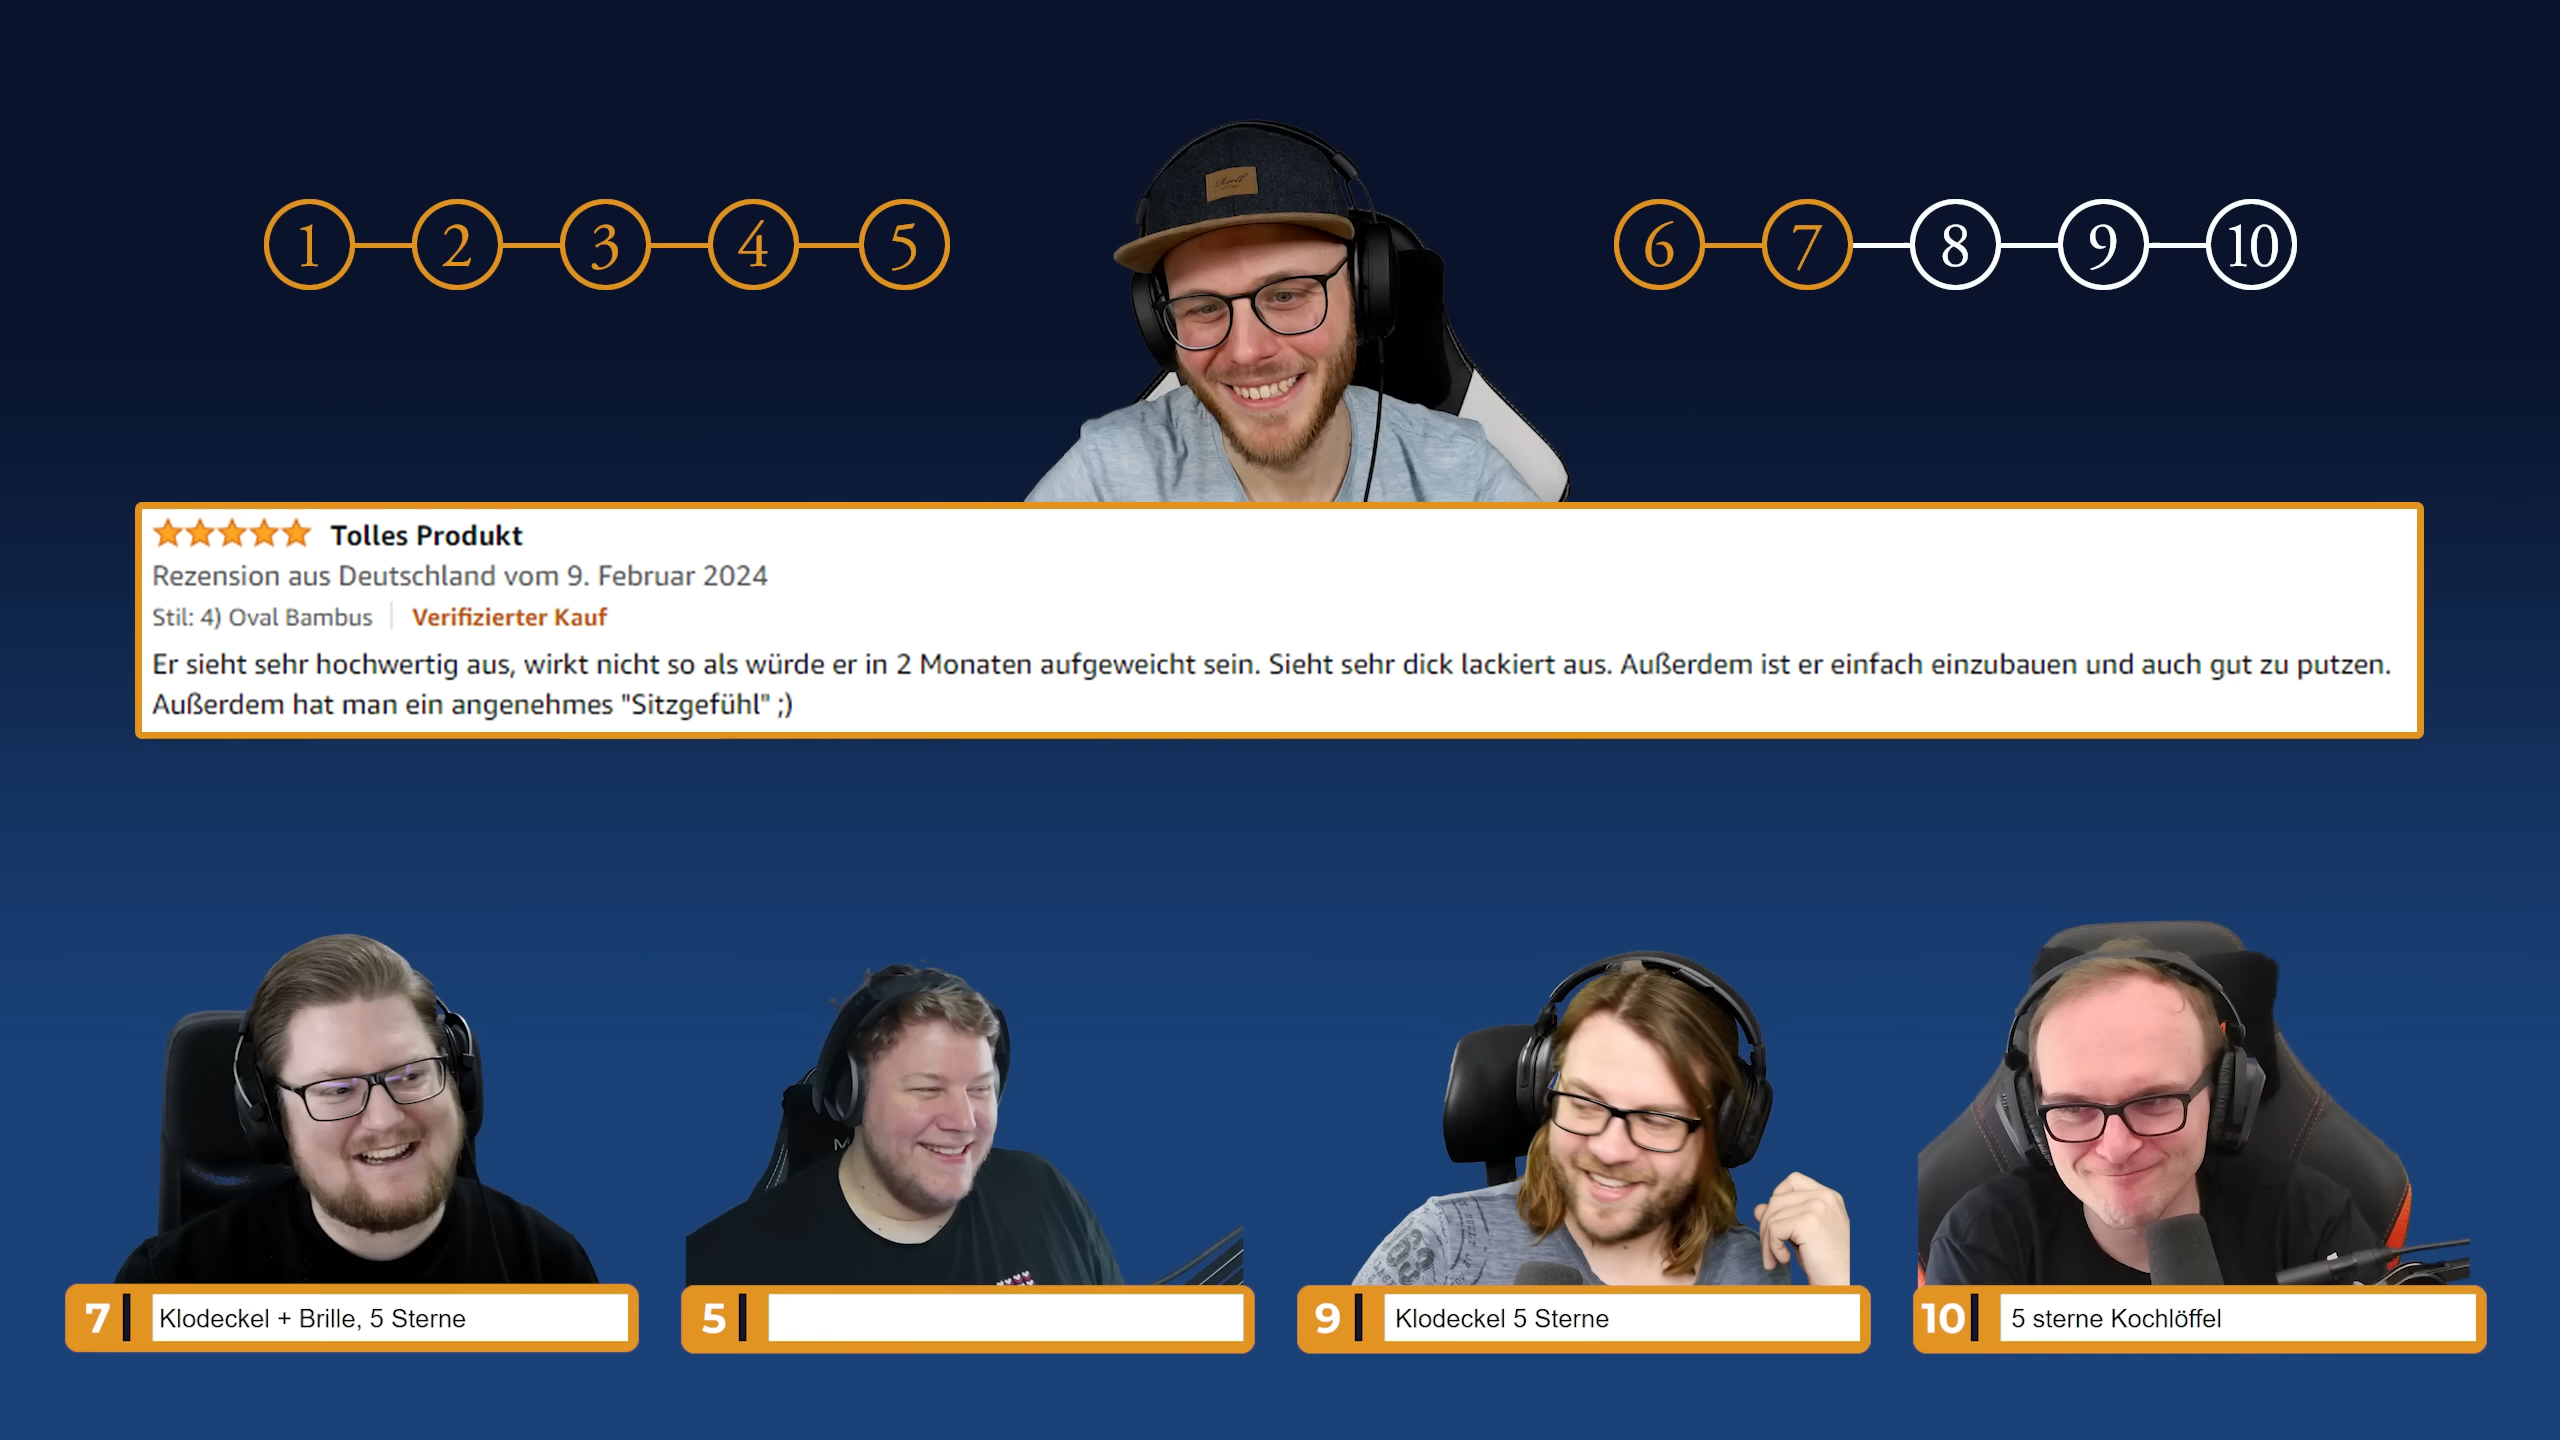 1 2 3 4 5
6 7 8 9 10
Reell
Tolles Produkt
Rezension aus Deutschland vom 9. Februar 2024
Stil: 4) Oval Bambus Verifizierter Kauf
Er sieht sehr hochwertig aus, wirkt nicht so als würde er in 2 Monaten aufgeweicht sein. Sieht sehr dick lackiert aus. Außerdem ist er einfach einzubauen und auch gut zu putzen.
Außerdem hat man ein angenehmes "Sitzgefühl" ;)
63
7 Klodeckel + Brille, 5 Sterne
5
9 Klodeckel 5 Sterne
10 5 sterne Kochlöffel